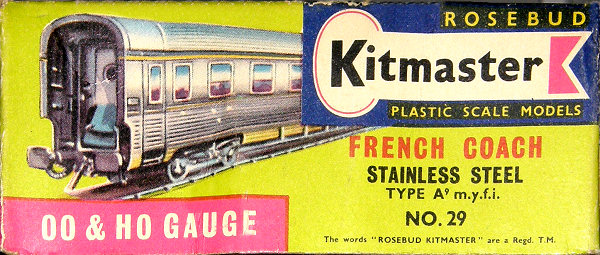 ROSEBUD
Kitmaster
PLASTIC SCALE MODELS
FRENCH COACH
STAINLESS STEEL
TYPE A⁹ m.y.f.i.
NO. 29
OO & HO GAUGE
The words "ROSEBUD KITMASTER" are a Regd. T.M.